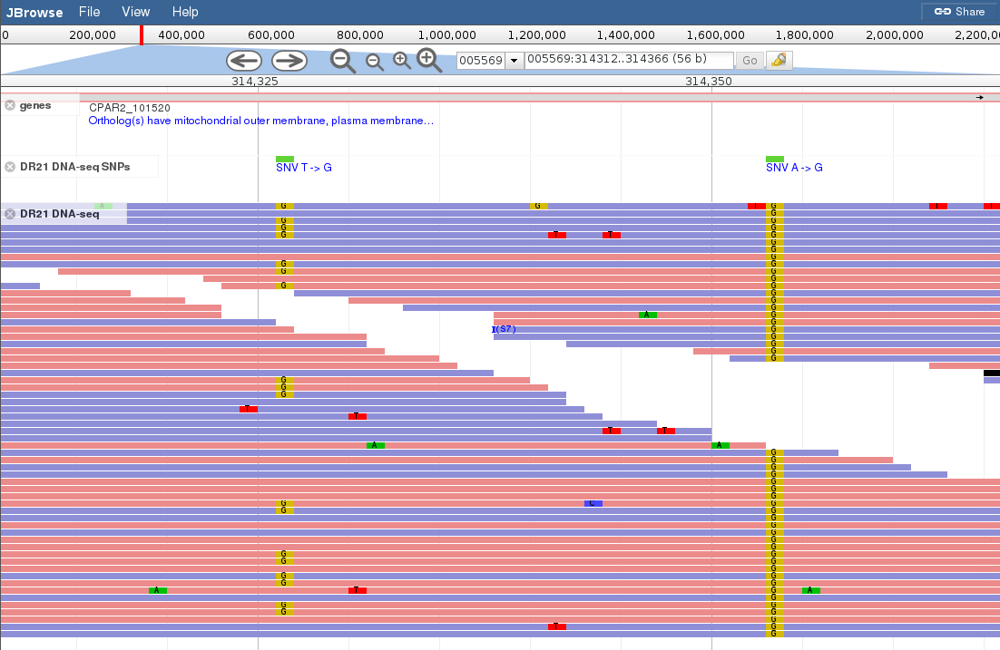 JBrowse File View Help Share
0 200,000 400,000 600,000 800,000 1,000,000 1,200,000 1,400,000 1,600,000 1,800,000 2,000,000 2,200,0
005569 005569:314312..314366 (56 b) Go
314,325 314,350
genes
CPAR2_101520
Ortholog(s) have mitochondrial outer membrane, plasma membrane...
DR21 DNA-seq SNPs
SNV T -> G SNV A -> G
A G G T G T T
DR21 DNA-seq
G
G
G
G
G T T G
G
G
G
G G
G G
G
G G
G
G
G
A G
G
I(S7) G
G
G
G
G
G
G
G
T
T
T T
A A
G
G
G
G
G
G
G
G C G
G G
G
G
G
G
G
G G
G G
G
G G
G G
A T G A
G
G G
G G
G
T G
G